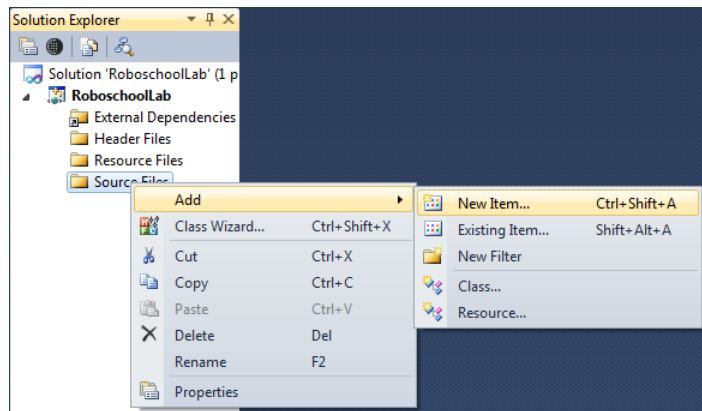 Solution Explorer
Solution 'RoboschoolLab' (1 p
RoboschoolLab
External Dependencies
Header Files
Resource Files
Source Files
Add
Class Wizard... Ctrl+Shift+X
Cut Ctrl+X
Copy Ctrl+C
Paste Ctrl+V
Delete Del
Rename F2
Properties
New Item... Ctrl+Shift+A
Existing Item... Shift+Alt+A
New Filter
Class...
Resource...